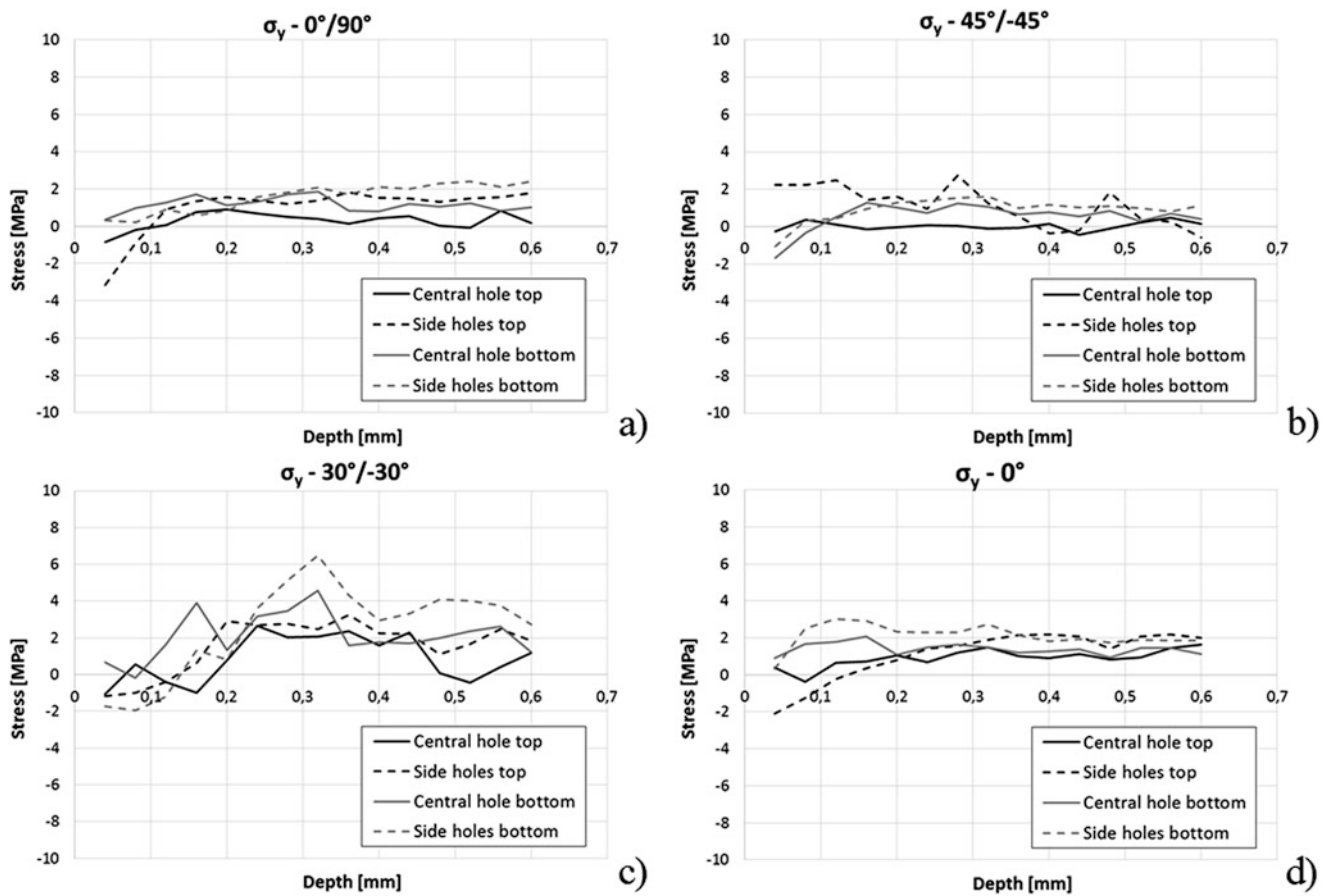 σy - 0°/90°
10
8
6
4
2
0
-2
-4
-6
-8
-10
0 0,1 0,2 0,3 0,4 0,5 0,6 0,7
Stress [MPa]
Depth [mm]
Central hole top
Side holes top
Central hole bottom
Side holes bottom
a)
σy - 45°/-45°
10
8
6
4
2
0
-2
-4
-6
-8
-10
0 0,1 0,2 0,3 0,4 0,5 0,6 0,7
Stress [MPa]
Depth [mm]
Central hole top
Side holes top
Central hole bottom
Side holes bottom
b)
σy - 30°/-30°
10
8
6
4
2
0
-2
-4
-6
-8
-10
0 0,1 0,2 0,3 0,4 0,5 0,6 0,7
Stress [MPa]
Depth [mm]
Central hole top
Side holes top
Central hole bottom
Side holes bottom
c)
σy - 0°
10
8
6
4
2
0
-2
-4
-6
-8
-10
0 0,1 0,2 0,3 0,4 0,5 0,6 0,7
Stress [MPa]
Depth [mm]
Central hole top
Side holes top
Central hole bottom
Side holes bottom
d)